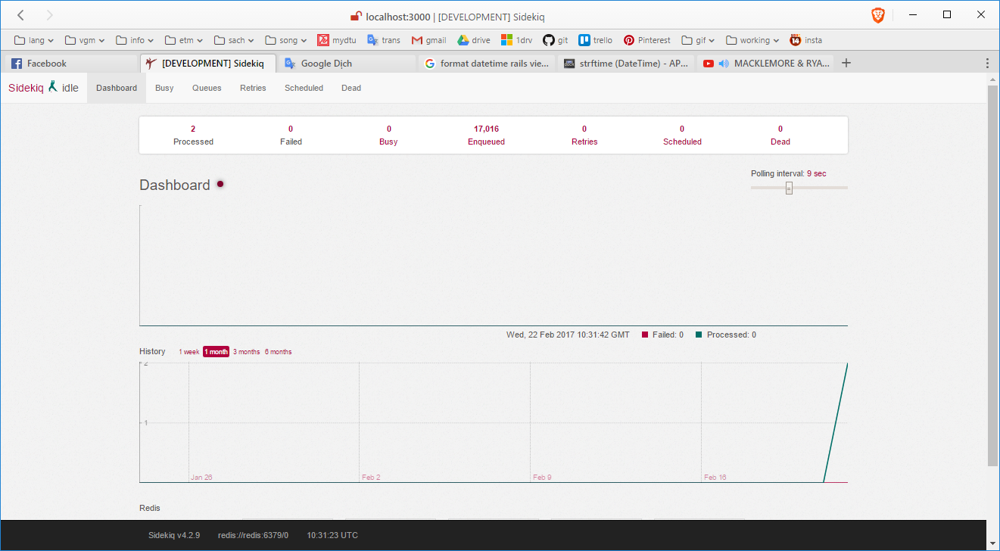 localhost:3000 | [DEVELOPMENT] Sidekiq
lang vgm info etm sach song mydtu trans gmail drive 1drv git trello Pinterest gif working insta
Facebook [DEVELOPMENT] Sidekiq Google Dịch format datetime rails vie... strftime (DateTime) - AP... MACKLEMORE & RYA...
Sidekiq idle Dashboard Busy Queues Retries Scheduled Dead
2 0 0 17,016 0 0 0
Processed Failed Busy Enqueued Retries Scheduled Dead
Polling interval: 9 sec
Dashboard
Wed, 22 Feb 2017 10:31:42 GMT Failed: 0 Processed: 0
History 1 week 1 month 3 months 6 months
2
1
Jan 26 Feb 2 Feb 9 Feb 16
Redis
Sidekiq v4.2.9 redis://redis:6379/0 10:31:23 UTC